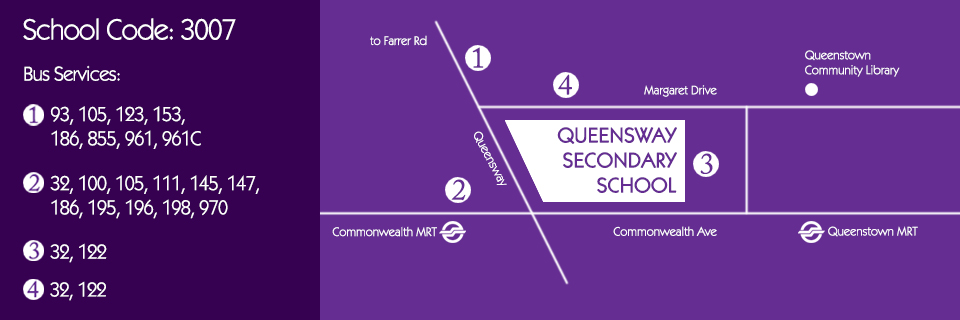 School Code: 3007
Bus Services:
1 93, 105, 123, 153,
186, 855, 961, 961C
2 32, 100, 105, 111, 145, 147,
186, 195, 196, 198, 970
3 32, 122
4 32, 122
to Farrer Rd
1
4
Margaret Drive
Queenstown
Community Library
Queensway
QUEENSWAY
SECONDARY
SCHOOL
3
2
Commonwealth MRT
Commonwealth Ave
Queenstown MRT